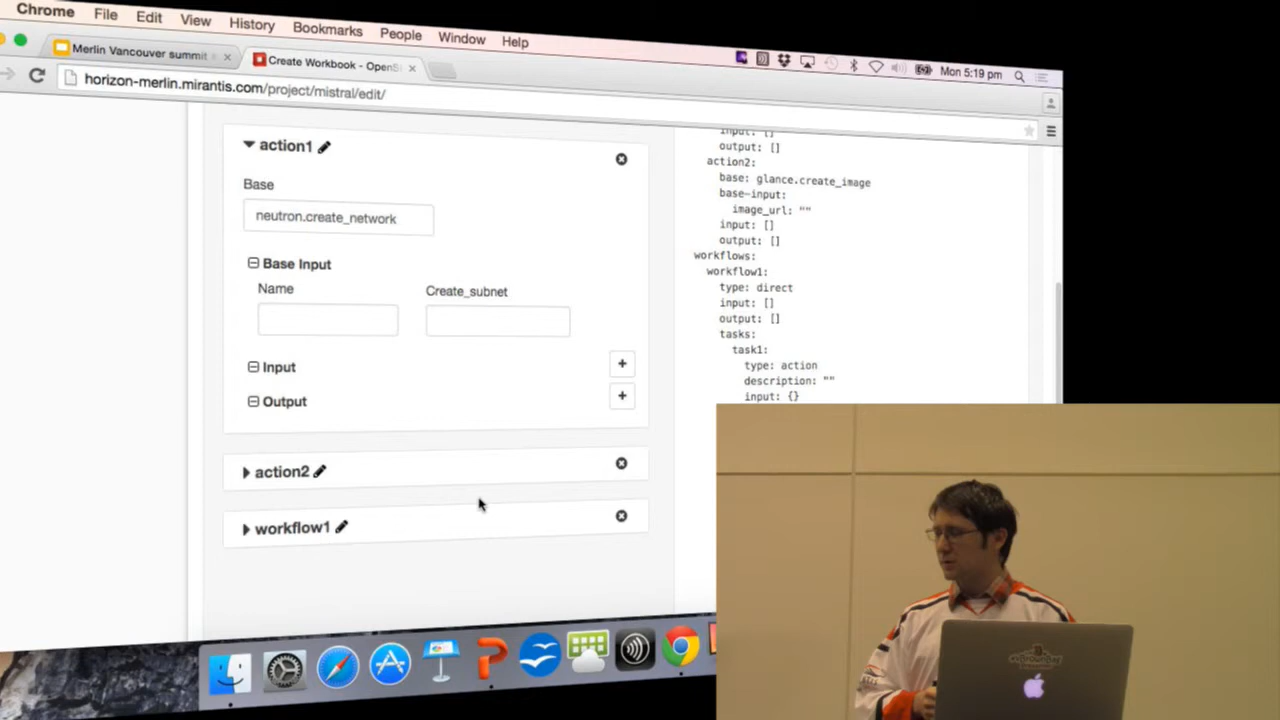 Chrome File Edit View History Bookmarks People Window Help Mon 5:19 pm
Merlin Vancouver summit
Create Workbook - OpenS
horizon-merlin.mirantis.com/project/mistral/edit/
action1
Base
neutron.create_network
Base Input
Name Create_subnet
Input +
Output +
action2
workflow1
input: []
output: []
action2:
base: glance.create_image
base-input:
image_url: ""
input: []
output: []
workflows:
workflow1:
type: direct
input: []
output: []
tasks:
task1:
type: action
description: ""
input: {}